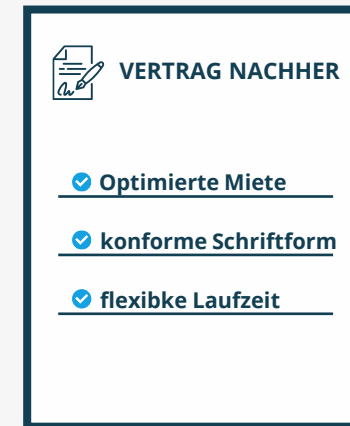 VERTRAG NACHHER
Optimierte Miete
konforme Schriftform
flexibke Laufzeit